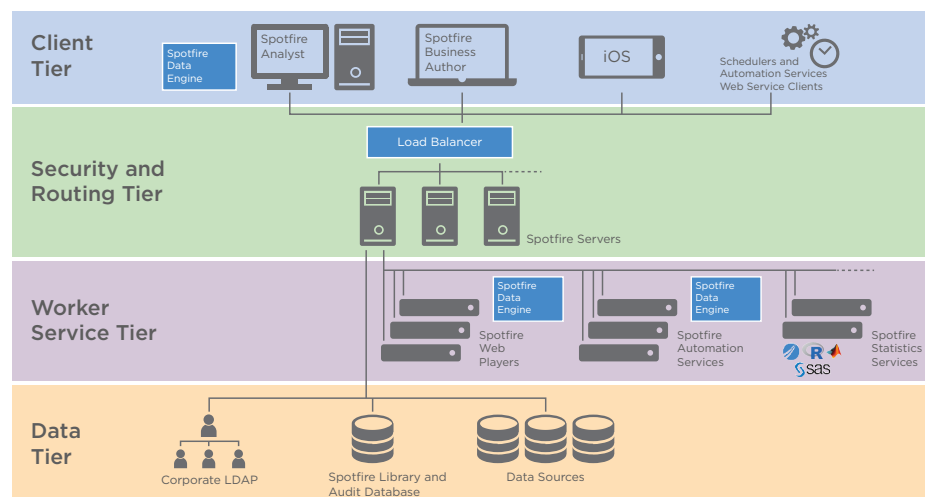 Client
Tier
Spotfire
Data
Engine
Spotfire
Analyst
Spotfire
Business
Author
iOS
Schedulers and
Automation Services
Web Service Clients
Load Balancer
Security and
Routing Tier
Spotfire Servers
Worker
Service Tier
Spotfire
Web
Players
Spotfire
Data
Engine
Spotfire
Automation
Services
Spotfire
Data
Engine
R
sas
Spotfire
Statistics
Services
Data
Tier
Corporate LDAP
Spotfire Library and
Audit Database
Data Sources